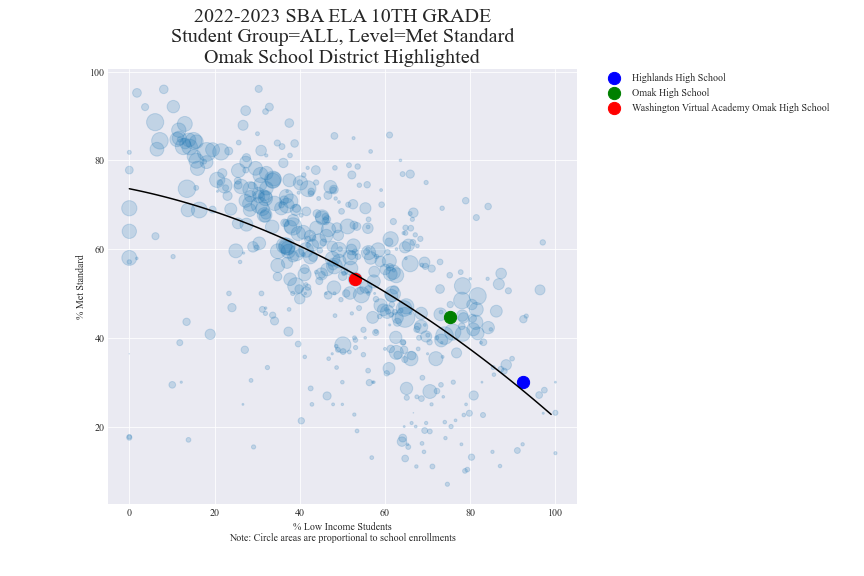 2022-2023 SBA ELA 10TH GRADE
Student Group=ALL, Level=Met Standard
Omak School District Highlighted
Highlands High School
Omak High School
Washington Virtual Academy Omak High School
% Met Standard
100
80
60
40
20
0 20 40 60 80 100
% Low Income Students
Note: Circle areas are proportional to school enrollments